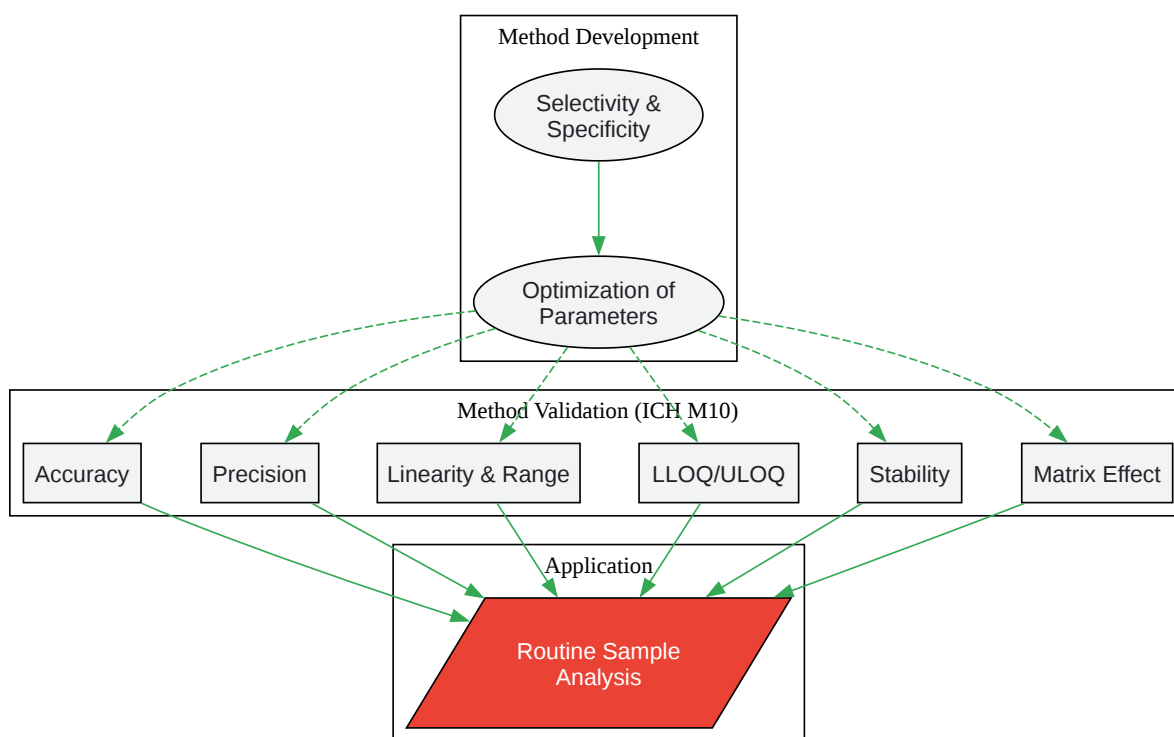 Method Development
Selectivity &
Specificity
Optimization of
Parameters
Method Validation (ICH M10)
Accuracy
Precision
Linearity & Range
LLOQ/ULOQ
Stability
Matrix Effect
Application
Routine Sample
Analysis